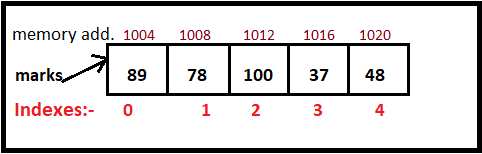 memory add. 1004 1008 1012 1016 1020
marks 89 78 100 37 48
Indexes:- 0 1 2 3 4